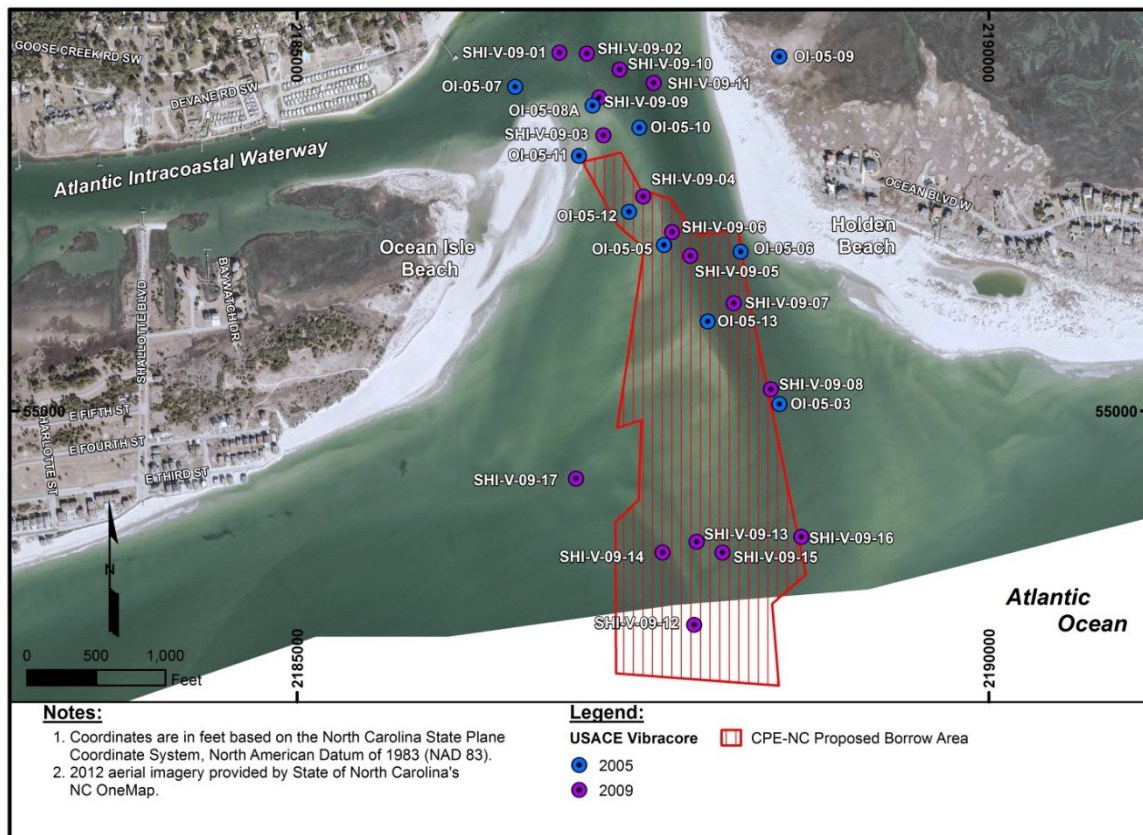 GOOSE CREEK RD SW
DEVANE RD SW
2185000
2190000
SHI-V-09-01
SHI-V-09-02
SHI-V-09-10
SHI-V-09-11
OI-05-09
OI-05-07
SHI-V-09-09
OI-05-08A
OI-05-10
SHI-V-09-03
OI-05-11
Atlantic Intracoastal Waterway
SHI-V-09-04
OI-05-12
SHI-V-09-06
OI-05-05
OI-05-06
SHI-V-09-05
OCEAN BLVD W
Holden
Beach
Ocean Isle
Beach
SHALLOTTE BLVD
BAYWATCH DR
SHI-V-09-07
OI-05-13
SHI-V-09-08
OI-05-03
55000
55000
E FIFTH ST
E FOURTH ST
E THIRD ST
CHARLOTTE ST
SHI-V-09-17
SHI-V-09-13
SHI-V-09-16
SHI-V-09-14
SHI-V-09-15
SHI-V-09-12
N
Atlantic
Ocean
0 500 1,000
Feet
2185000
2190000
Notes:
1. Coordinates are in feet based on the North Carolina State Plane
Coordinate System, North American Datum of 1983 (NAD 83).
2. 2012 aerial imagery provided by State of North Carolina's
NC OneMap.
Legend:
USACE Vibracore
2005
2009
CPE-NC Proposed Borrow Area